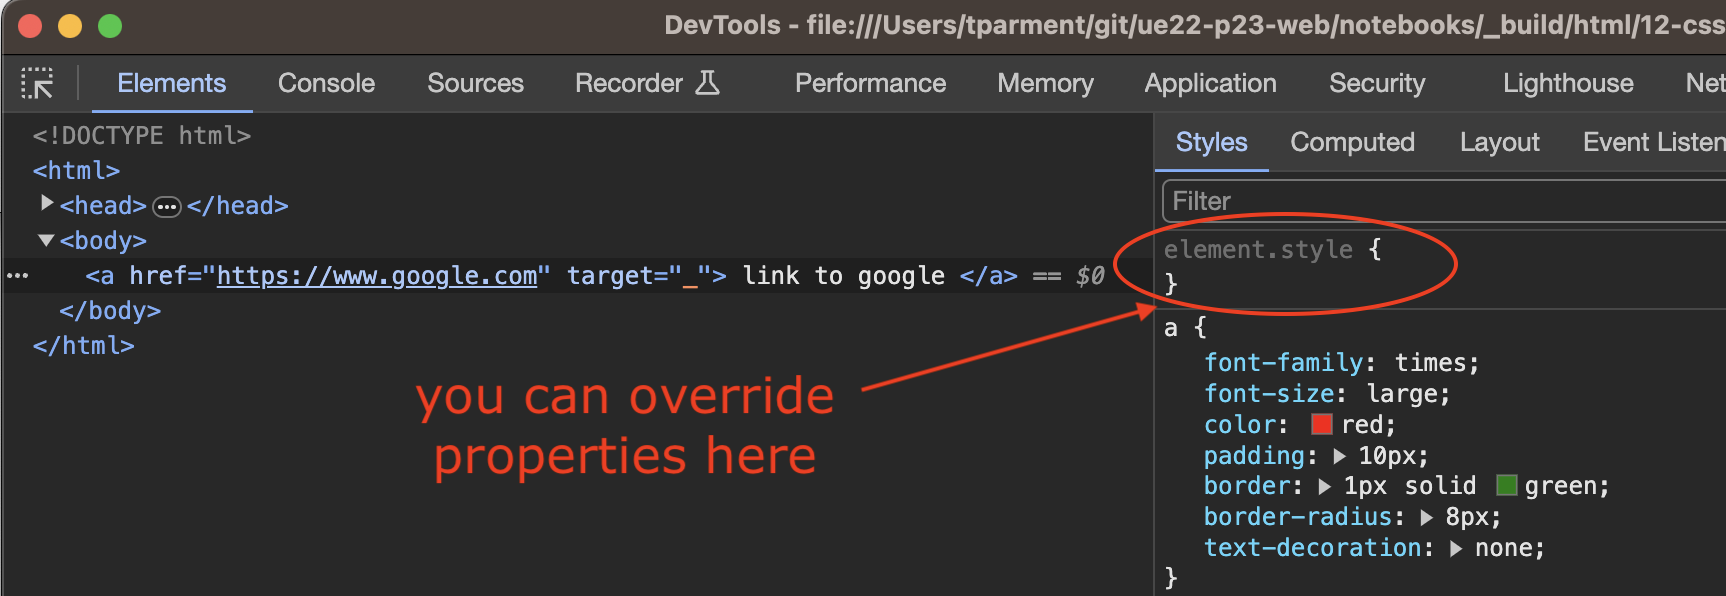 DevTools - file:///Users/tparment/git/ue22-p23-web/notebooks/_build/html/12-css
Elements Console Sources Recorder Performance Memory Application Security Lighthouse Net
<!DOCTYPE html>
<html>
<head> ••• </head>
<body>
••• <a href="https://www.google.com" target="_"> link to google </a> == $0
</body>
</html>
you can override
properties here
Styles Computed Layout Event Listen
Filter
element.style {
}
a {
font-family: times;
font-size: large;
color: red;
padding: 10px;
border: 1px solid green;
border-radius: 8px;
text-decoration: none;
}